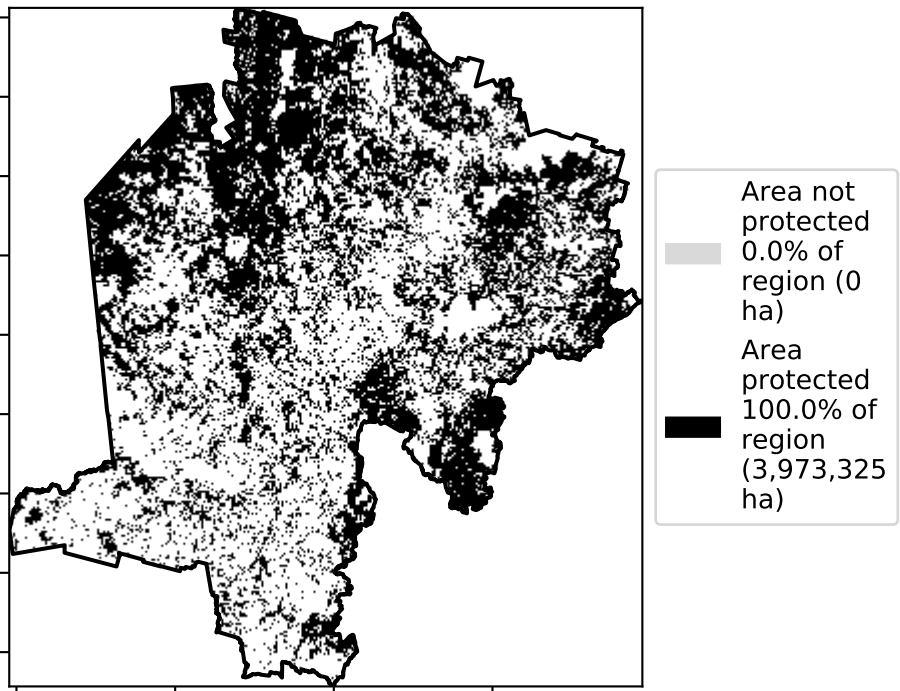 Area not
protected
0.0% of
region (0
ha)
Area
protected
100.0% of
region
(3,973,325
ha)